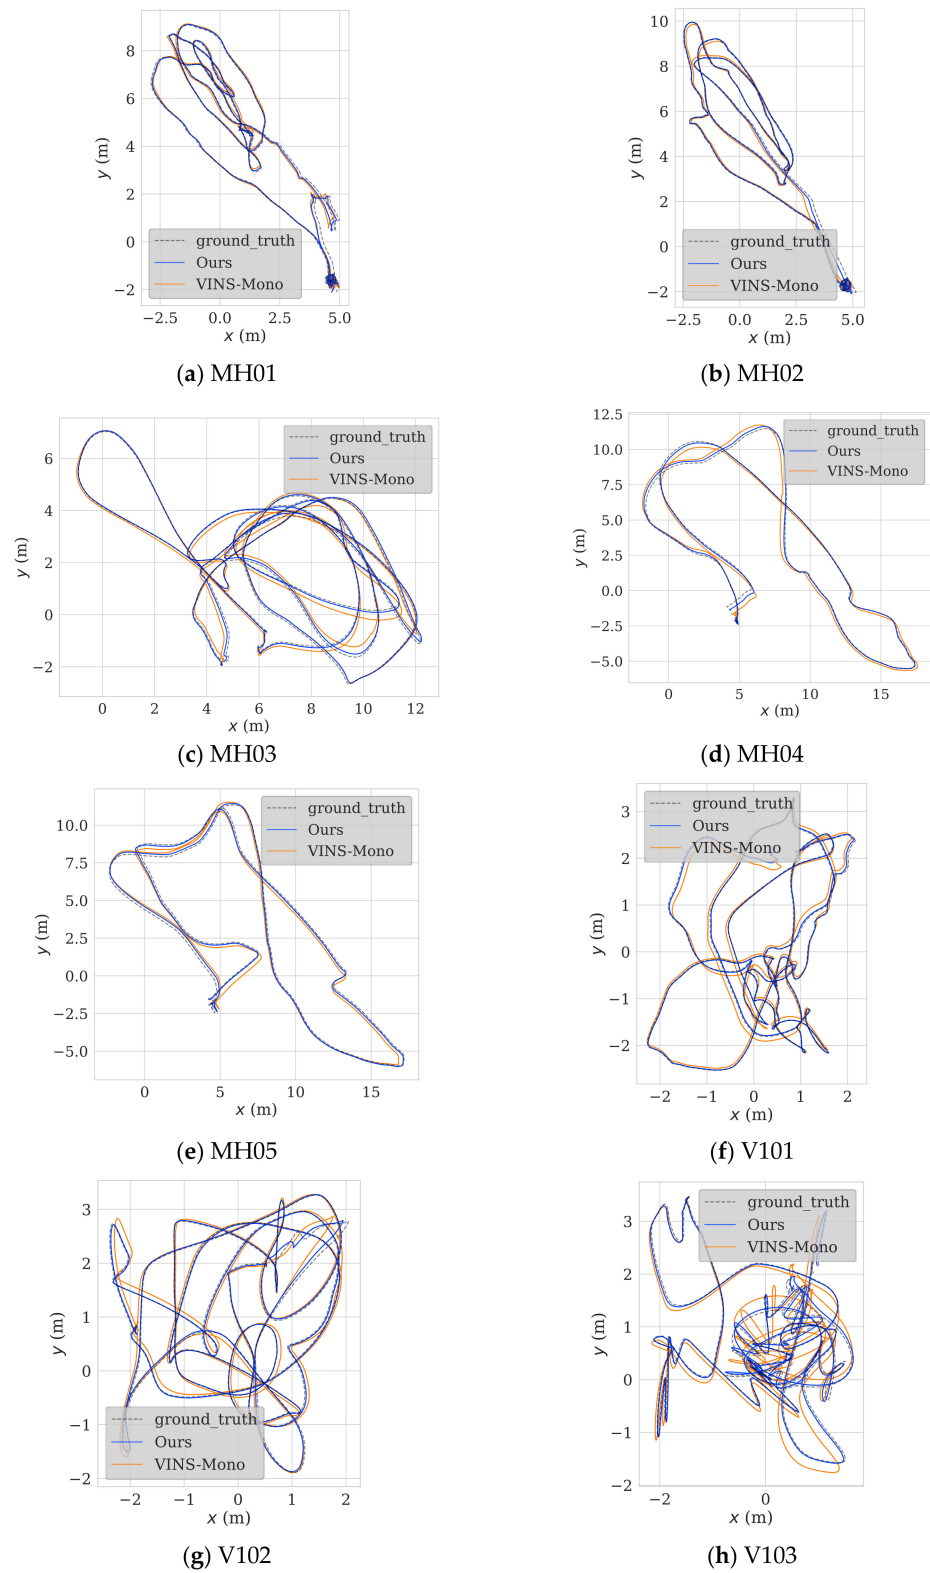 8
6
4
2
0
−2
y (m)
ground_truth
Ours
VINS-Mono
−2.5 0.0 2.5 5.0
x (m)
(a) MH01
10
8
6
4
2
0
−2
y (m)
ground_truth
Ours
VINS-Mono
−2.5 0.0 2.5 5.0
x (m)
(b) MH02
6
4
2
0
−2
y (m)
ground_truth
Ours
VINS-Mono
0 2 4 6 8 10 12
x (m)
(c) MH03
12.5
10.0
7.5
5.0
2.5
0.0
−2.5
−5.0
y (m)
ground_truth
Ours
VINS-Mono
0 5 10 15
x (m)
(d) MH04
10.0
7.5
5.0
2.5
0.0
−2.5
−5.0
y (m)
ground_truth
Ours
VINS-Mono
0 5 10 15
x (m)
(e) MH05
3
2
1
0
−1
−2
y (m)
ground_truth
Ours
VINS-Mono
−2 −1 0 1 2
x (m)
(f) V101
3
2
1
0
−1
−2
y (m)
ground_truth
Ours
VINS-Mono
−2 −1 0 1 2
x (m)
(g) V102
3
2
1
0
−1
−2
y (m)
ground_truth
Ours
VINS-Mono
−2 0
x (m)
(h) V103